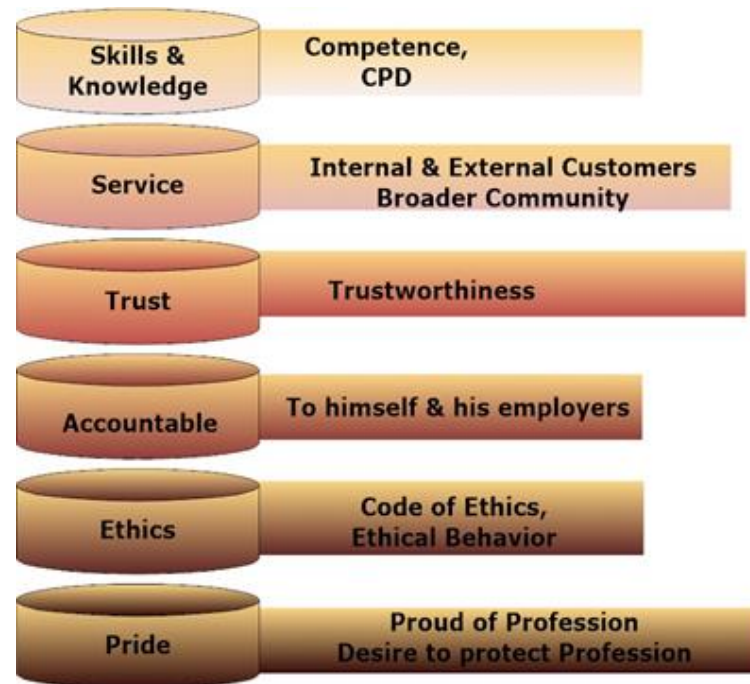 Skills &
Knowledge
Competence,
CPD
Service
Internal & External Customers
Broader Community
Trust
Trustworthiness
Accountable
To himself & his employers
Ethics
Code of Ethics,
Ethical Behavior
Pride
Proud of Profession
Desire to protect Profession